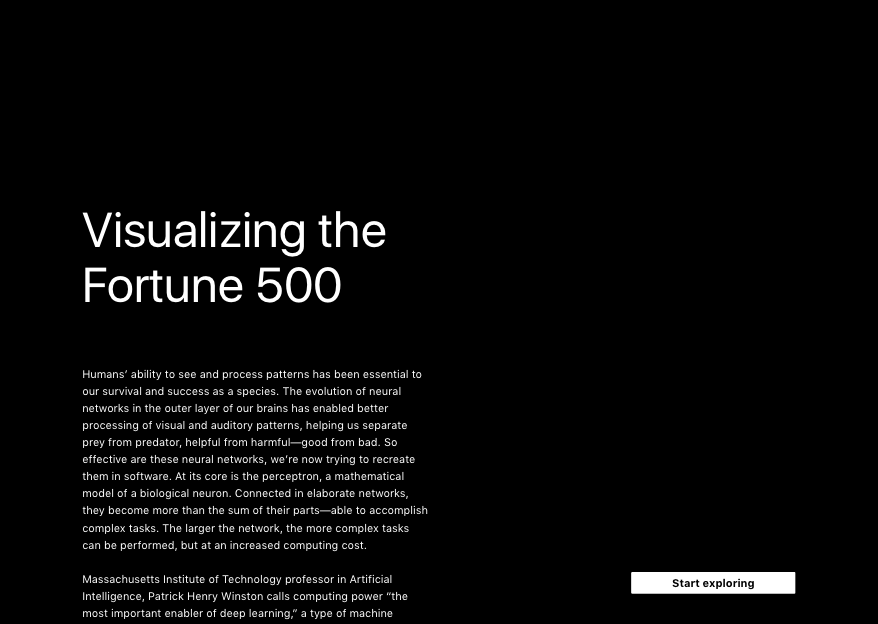 Visualizing the
Fortune 500
Humans’ ability to see and process patterns has been essential to
our survival and success as a species. The evolution of neural
networks in the outer layer of our brains has enabled better
processing of visual and auditory patterns, helping us separate
prey from predator, helpful from harmful—good from bad. So
effective are these neural networks, we’re now trying to recreate
them in software. At its core is the perceptron, a mathematical
model of a biological neuron. Connected in elaborate networks,
they become more than the sum of their parts—able to accomplish
complex tasks. The larger the network, the more complex tasks
can be performed, but at an increased computing cost.
Massachusetts Institute of Technology professor in Artificial
Intelligence, Patrick Henry Winston calls computing power “the
most important enabler of deep learning,” a type of machine
Start exploring